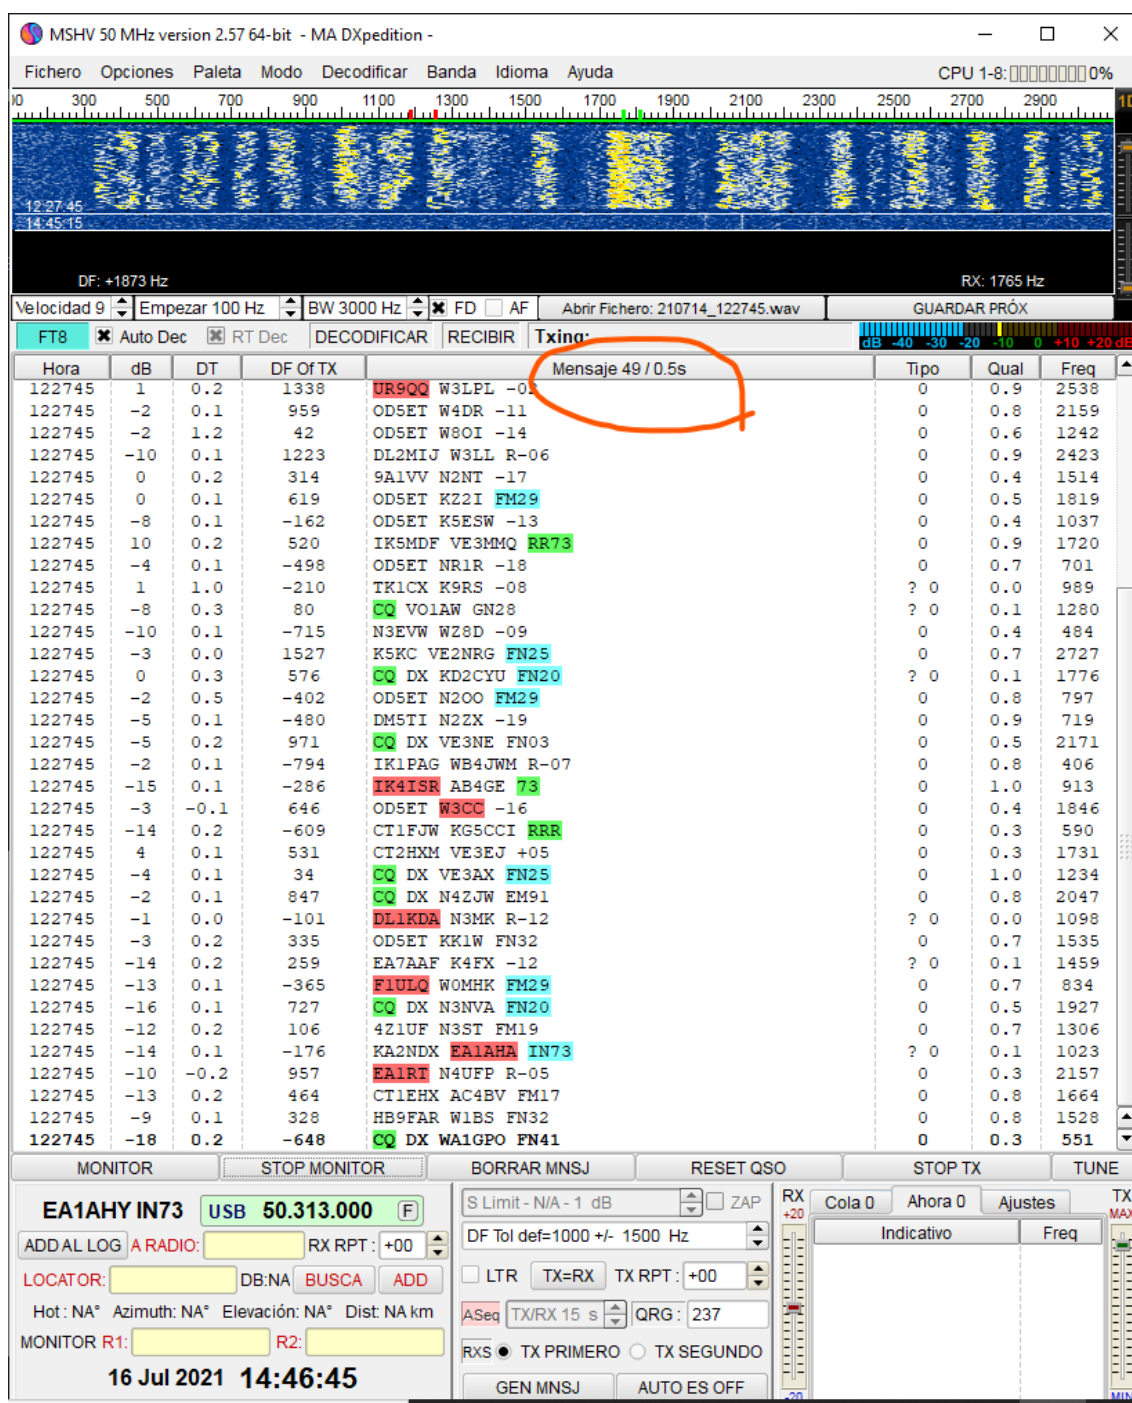 MSHV 50 MHz version 2.57 64-bit - MA DXpedition -
Fichero Opciones Paleta Modo Decodificar Banda Idioma Ayuda CPU 1-8: 0%
300 500 700 900 1100 1300 1500 1700 1900 2100 2300 2500 2700 2900
12:27:45
14:45:15
DF: +1873 Hz RX: 1765 Hz
Velocidad 9 Empezar 100 Hz BW 3000 Hz FD AF Abrir Fichero: 210714_122745.wav GUARDAR PRÓX
FT8 Auto Dec RT Dec DECODIFICAR RECIBIR Txing: dB -40 -30 -20 -10 0 +10 +20 dB
Hora dB DT DF Of TX Mensaje 49 / 0.5s Tipo Qual Freq
122745 1 0.2 1338 UR9QQ W3LPL -02 0 0.9 2538
122745 -2 0.1 959 OD5ET W4DR -11 0 0.8 2159
122745 -2 1.2 42 OD5ET W8OI -14 0 0.6 1242
122745 -10 0.1 1223 DL2MIJ W3LL R-06 0 0.9 2423
122745 0 0.2 314 9A1VV N2NT -17 0 0.4 1514
122745 0 0.1 619 OD5ET KZ2I FM29 0 0.5 1819
122745 -8 0.1 -162 OD5ET K5ESW -13 0 0.4 1037
122745 10 0.2 520 IK5MDF VE3MMQ RR73 0 0.9 1720
122745 -4 0.1 -498 OD5ET NR1R -18 0 0.7 701
122745 1 1.0 -210 TK1CX K9RS -08 ? 0 0.0 989
122745 -8 0.3 80 CQ VO1AW GN28 ? 0 0.1 1280
122745 -10 0.1 -715 N3EVW WZ8D -09 0 0.4 484
122745 -3 0.0 1527 K5KC VE2NRG FN25 0 0.7 2727
122745 0 0.3 576 CQ DX KD2CYU FN20 ? 0 0.1 1776
122745 -2 0.5 -402 OD5ET N2OO FM29 0 0.8 797
122745 -5 0.1 -480 DM5TI N2ZX -19 0 0.9 719
122745 -5 0.2 971 CQ DX VE3NE FN03 0 0.5 2171
122745 -2 0.1 -794 IK1PAG WB4JWM R-07 0 0.8 406
122745 -15 0.1 -286 IK4ISR AB4GE 73 0 1.0 913
122745 -3 -0.1 646 OD5ET W3CC -16 0 0.4 1846
122745 -14 0.2 -609 CT1FJW KG5CCI RRR 0 0.3 590
122745 4 0.1 531 CT2HXM VE3EJ +05 0 0.3 1731
122745 -4 0.1 34 CQ DX VE3AX FN25 0 1.0 1234
122745 -2 0.1 847 CQ DX N4ZJW EM91 0 0.8 2047
122745 -1 0.0 -101 DL1KDA N3MK R-12 ? 0 0.0 1098
122745 -3 0.2 335 OD5ET KK1W FN32 0 0.7 1535
122745 -14 0.2 259 EA7AAF K4FX -12 ? 0 0.1 1459
122745 -13 0.1 -365 F1ULQ W0MHK FM29 0 0.7 834
122745 -16 0.1 727 CQ DX N3NVA FN20 0 0.5 1927
122745 -12 0.2 106 4Z1UF N3ST FM19 0 0.7 1306
122745 -14 0.1 -176 KA2NDX EA1AHA IN73 ? 0 0.1 1023
122745 -10 -0.2 957 EA1RT N4UFP R-05 0 0.3 2157
122745 -13 0.2 464 CT1EHX AC4BV FM17 0 0.8 1664
122745 -9 0.1 328 HB9FAR W1BS FN32 0 0.8 1528
122745 -18 0.2 -648 CQ DX WA1GPO FN41 0 0.3 551
MONITOR STOP MONITOR BORRAR MNSJ RESET QSO STOP TX TUNE
EA1AHY IN73 USB 50.313.000 F
ADD AL LOG A RADIO: RX RPT : +00
LOCATOR: DB:NA BUSCA ADD
Hot : NA° Azimuth: NA° Elevación: NA° Dist: NA km
MONITOR R1: R2:
16 Jul 2021 14:46:45
S Limit - N/A - 1 dB ZAP
DF Tol def=1000 +/- 1500 Hz
LTR TX=RX TX RPT : +00
ASeq TX/RX 15 s QRG : 237
RXS TX PRIMERO TX SEGUNDO
GEN MNSJ AUTO ES OFF
RX
+20
-20
Cola 0 Ahora 0 Ajustes
Indicativo Freq
TX
MAX
MIN